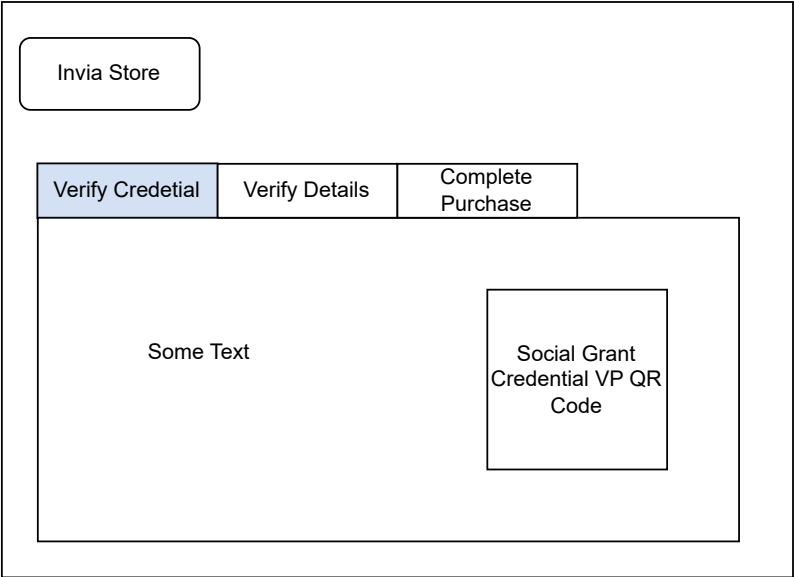 Invia Store
Verify Credetial
Verify Details
Complete
Purchase
Some Text
Social Grant
Credential VP QR
Code